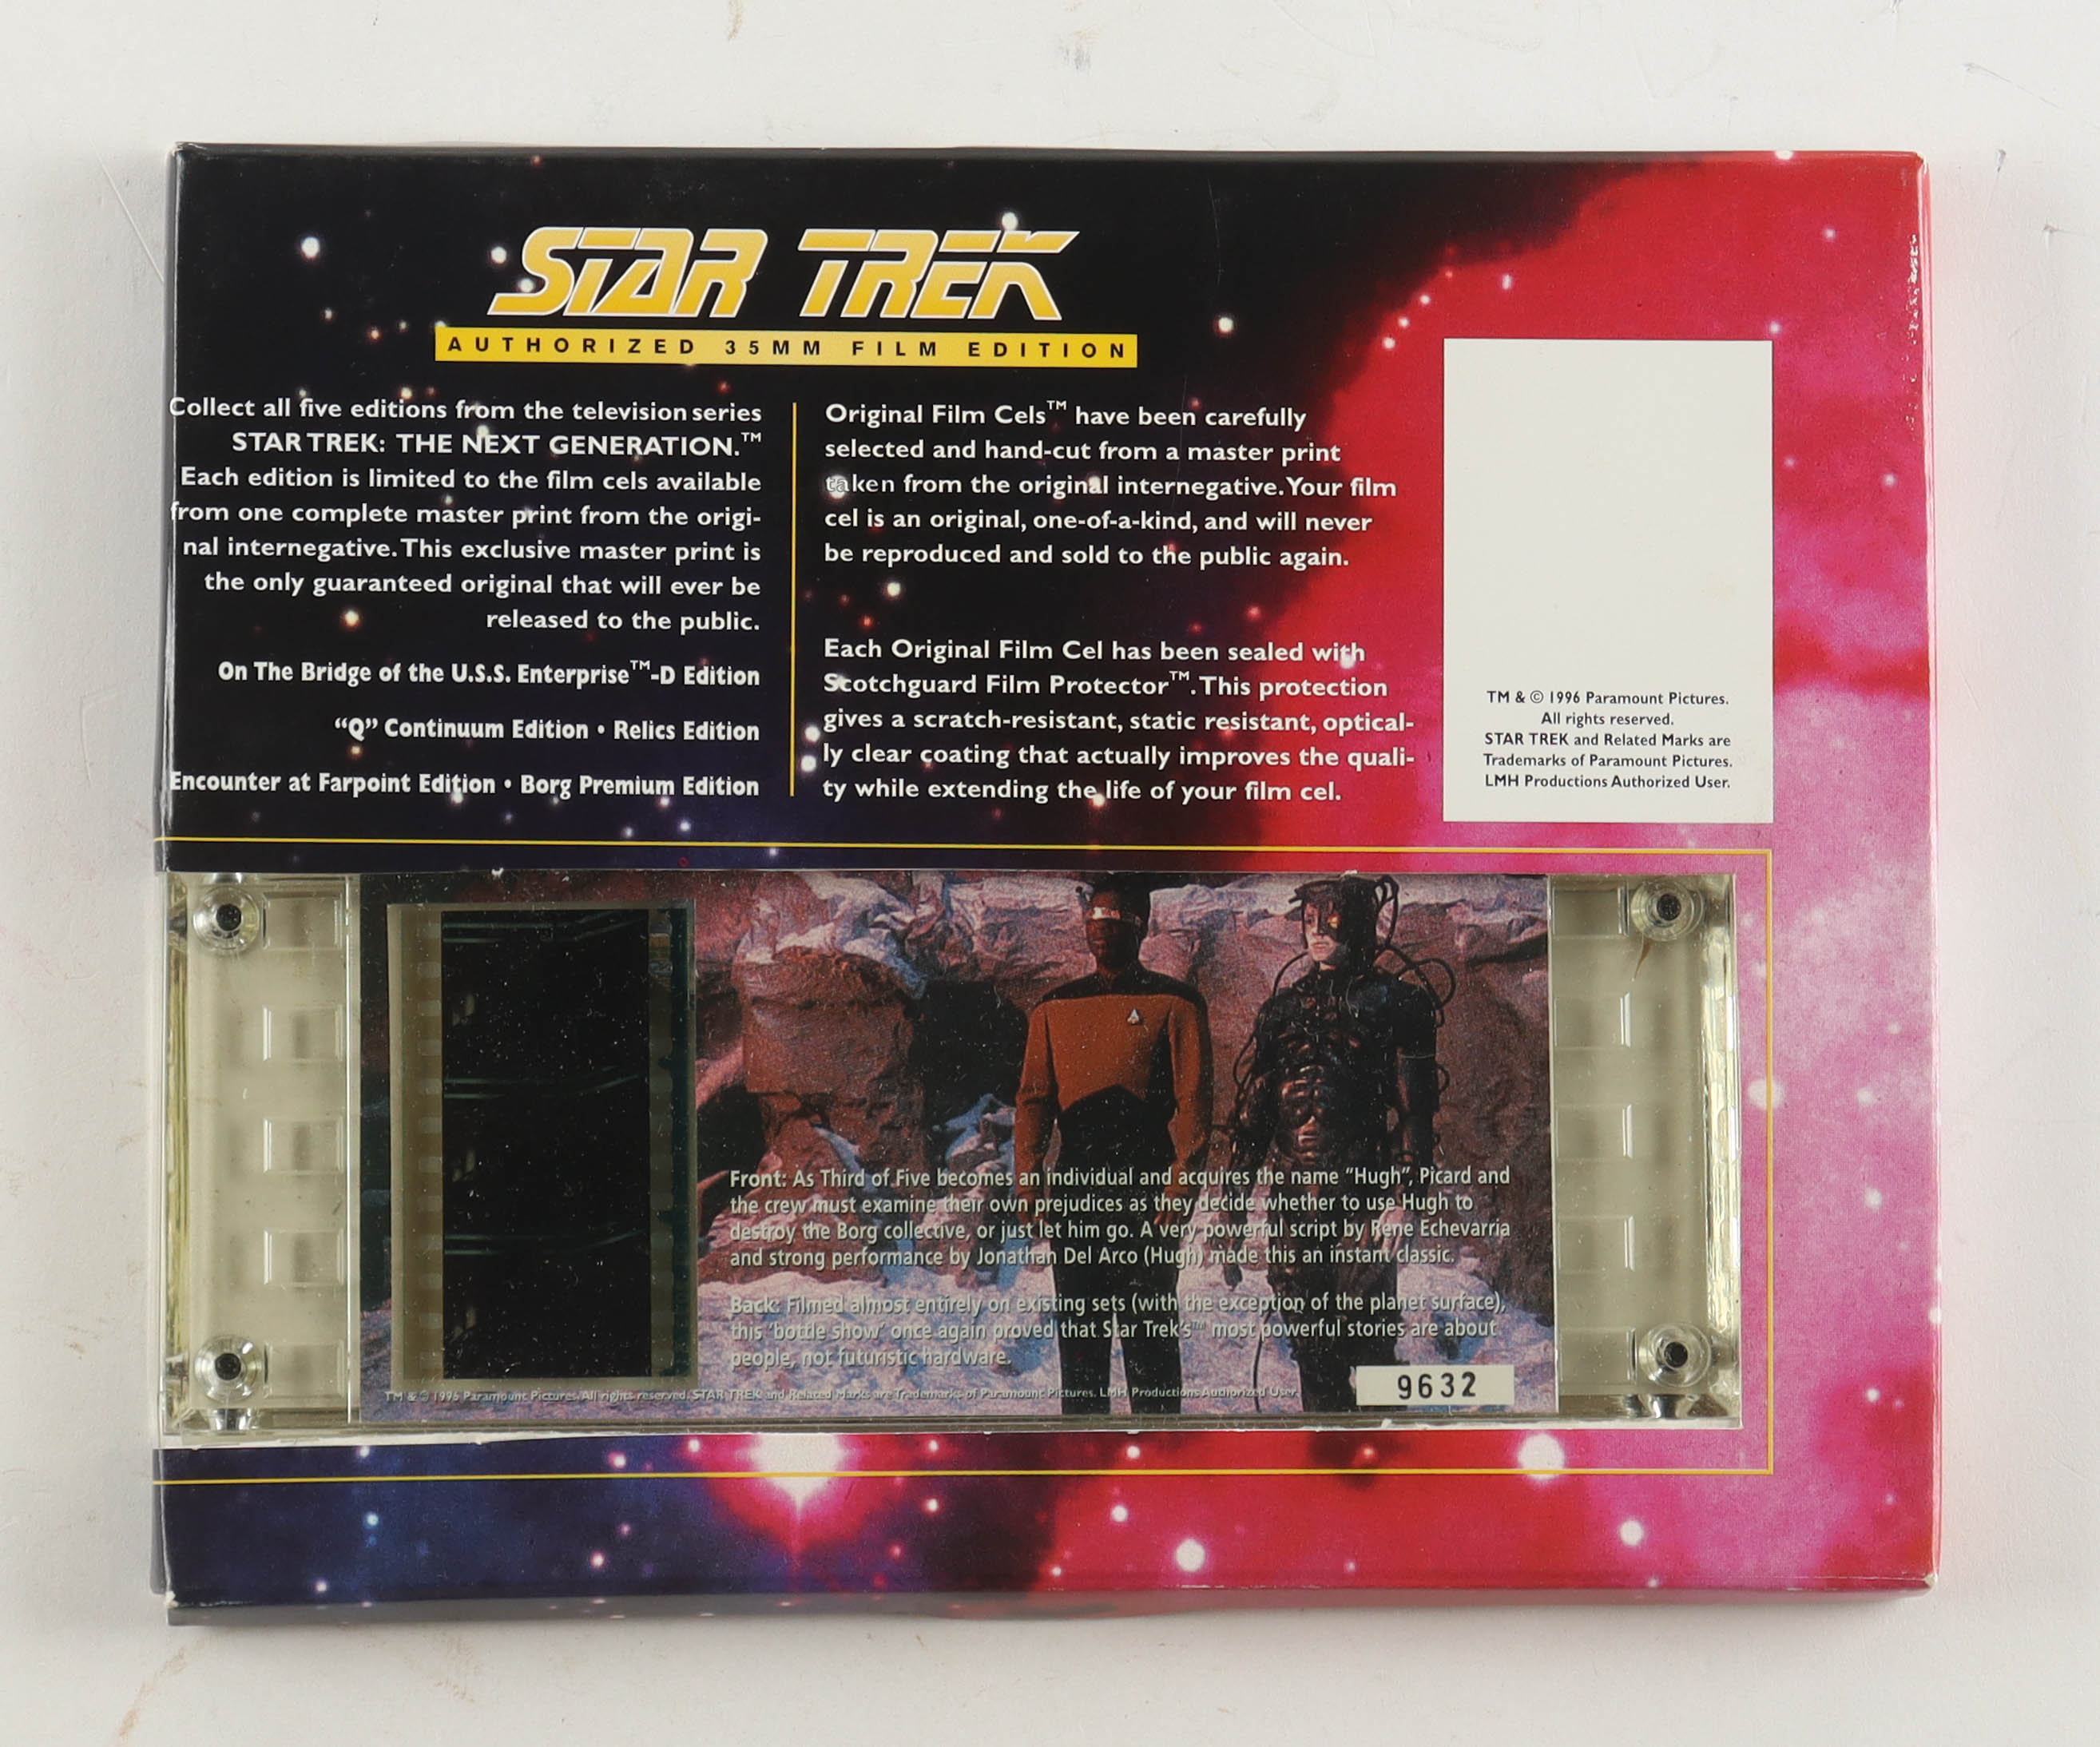 STAR TREK
AUTHORIZED 35MM FILM EDITION
Collect all five editions from the television series
STAR TREK: THE NEXT GENERATION.™
Each edition is limited to the film cels available
from one complete master print from the origi-
nal internegative. This exclusive master print is
the only guaranteed original that will ever be
released to the public.
On The Bridge of the U.S.S. Enterprise™-D Edition
“Q” Continuum Edition • Relics Edition
Encounter at Farpoint Edition • Borg Premium Edition
Original Film Cels™ have been carefully
selected and hand-cut from a master print
taken from the original internegative. Your film
cel is an original, one-of-a-kind, and will never
be reproduced and sold to the public again.
Each Original Film Cel has been sealed with
Scotchguard Film Protector™. This protection
gives a scratch-resistant, static resistant, optical-
ly clear coating that actually improves the quali-
ty while extending the life of your film cel.
TM & © 1996 Paramount Pictures.
All rights reserved.
STAR TREK and Related Marks are
Trademarks of Paramount Pictures.
LMH Productions Authorized User.
Front: As Third of Five becomes an individual and acquires the name “Hugh”, Picard and
the crew must examine their own prejudices as they decide whether to use Hugh to
destroy the Borg collective, or just let him go. A very powerful script by Rene Echevarria
and strong performance by Jonathan Del Arco (Hugh) made this an instant classic.
Back: Filmed almost entirely on existing sets (with the exception of the planet surface),
this ‘bottle show’ once again proved that Star Trek’s™ most powerful stories are about
people, not futuristic hardware.
TM & © 1996 Paramount Pictures. All rights reserved. STAR TREK and Related Marks are Trademarks of Paramount Pictures. LMH Productions Authorized User.
9632